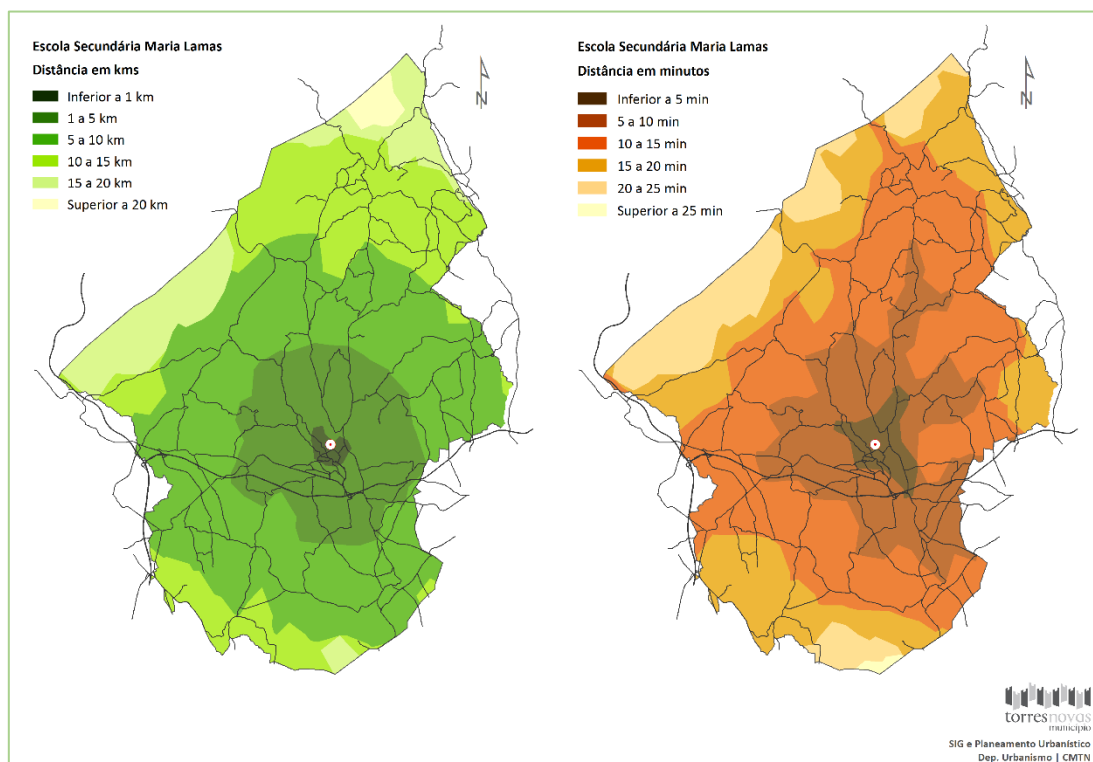 Escola Secundária Maria Lamas
Distância em kms
Inferior a 1 km
1 a 5 km
5 a 10 km
10 a 15 km
15 a 20 km
Superior a 20 km
N
Escola Secundária Maria Lamas
Distância em minutos
Inferior a 5 min
5 a 10 min
10 a 15 min
15 a 20 min
20 a 25 min
Superior a 25 min
N
torresnovas
município
SIG e Planeamento Urbanístico
Dep. Urbanismo | CMTN